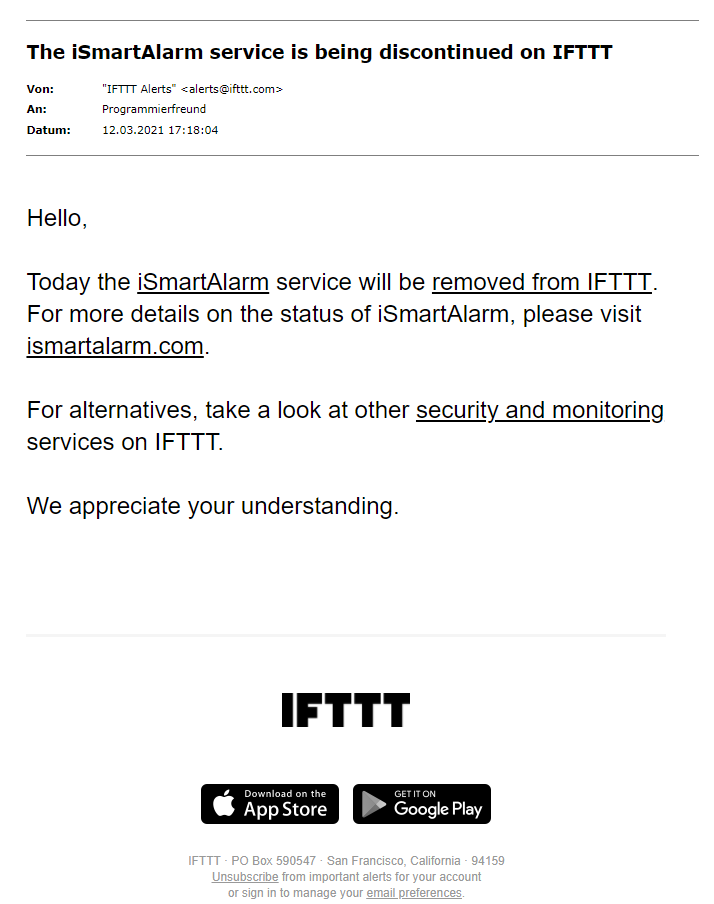 The iSmartAlarm service is being discontinued on IFTTT
Von: "IFTTT Alerts" <alerts@ifttt.com>
An: Programmierfreund
Datum: 12.03.2021 17:18:04
Hello,
Today the iSmartAlarm service will be removed from IFTTT.
For more details on the status of iSmartAlarm, please visit
ismartalarm.com.
For alternatives, take a look at other security and monitoring
services on IFTTT.
We appreciate your understanding.
IFTTT
Download on the App Store
GET IT ON Google Play
IFTTT · PO Box 590547 · San Francisco, California · 94159
Unsubscribe from important alerts for your account
or sign in to manage your email preferences.